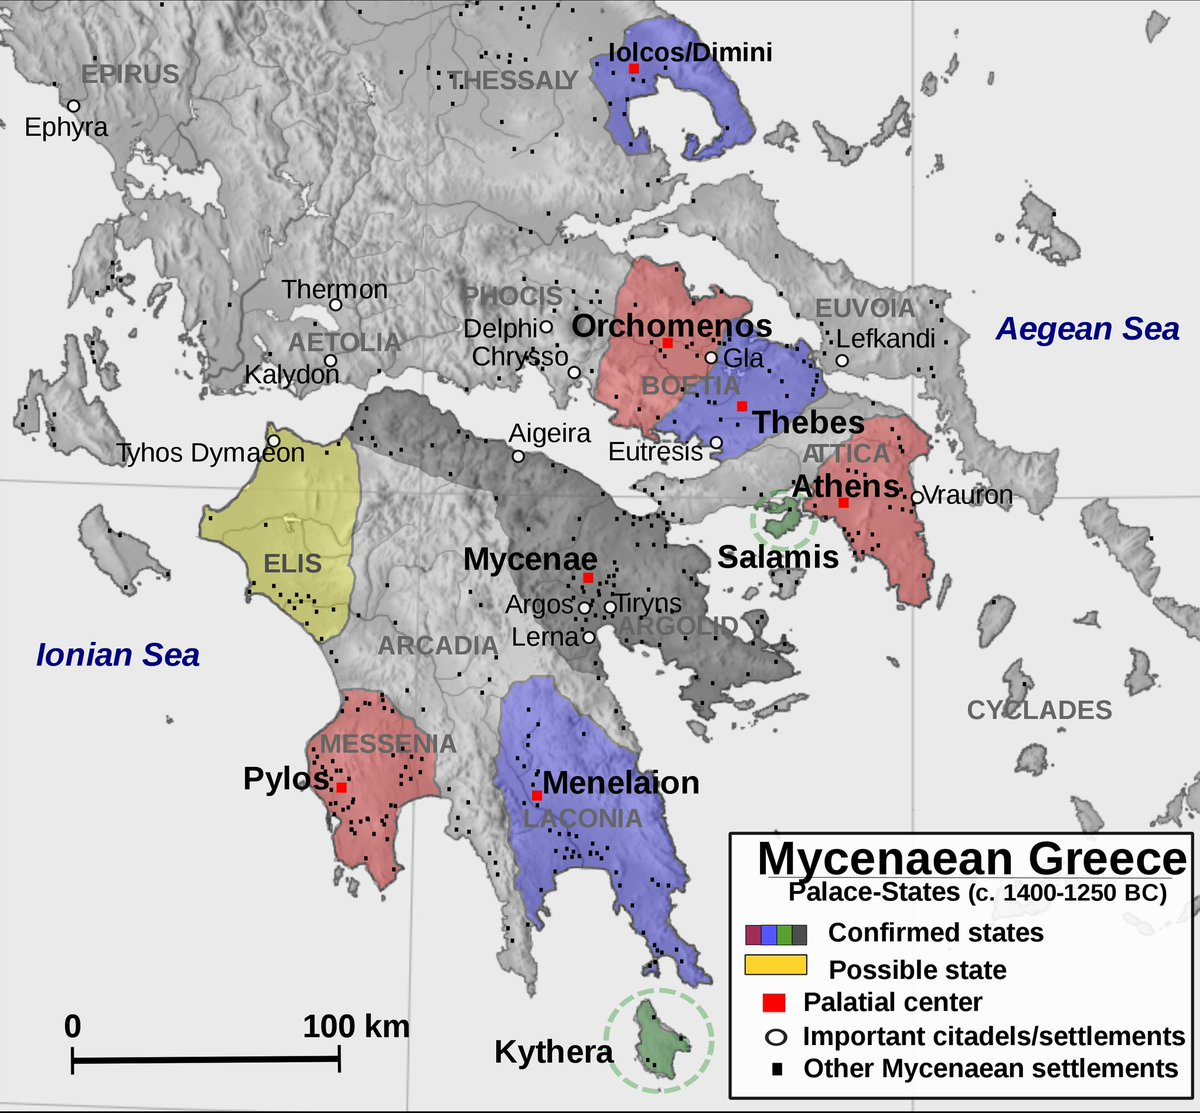 Iolcos/Dimini
EPIRUS
THESSALY
Ephyra
Thermon
PHOCIS
EUVOIA
Delphi
Orchomenos
Aegean Sea
AETOLIA
Lefkandi
Chrysso
Gla
Kalydon
BOETIA
Thebes
Aigeira
Tyhos Dymaeon
Eutresis
ATTICA
Athens
Vrauron
Mycenae
Salamis
ELIS
Argos
Tiryns
ARGOLID
Lerna
ARCADIA
Ionian Sea
CYCLADES
MESSENIA
Pylos
Menelaion
LACONIA
Mycenaean Greece
Palace-States (c. 1400-1250 BC)
Confirmed states
Possible state
Palatial center
Important citadels/settlements
Other Mycenaean settlements
0
100 km
Kythera